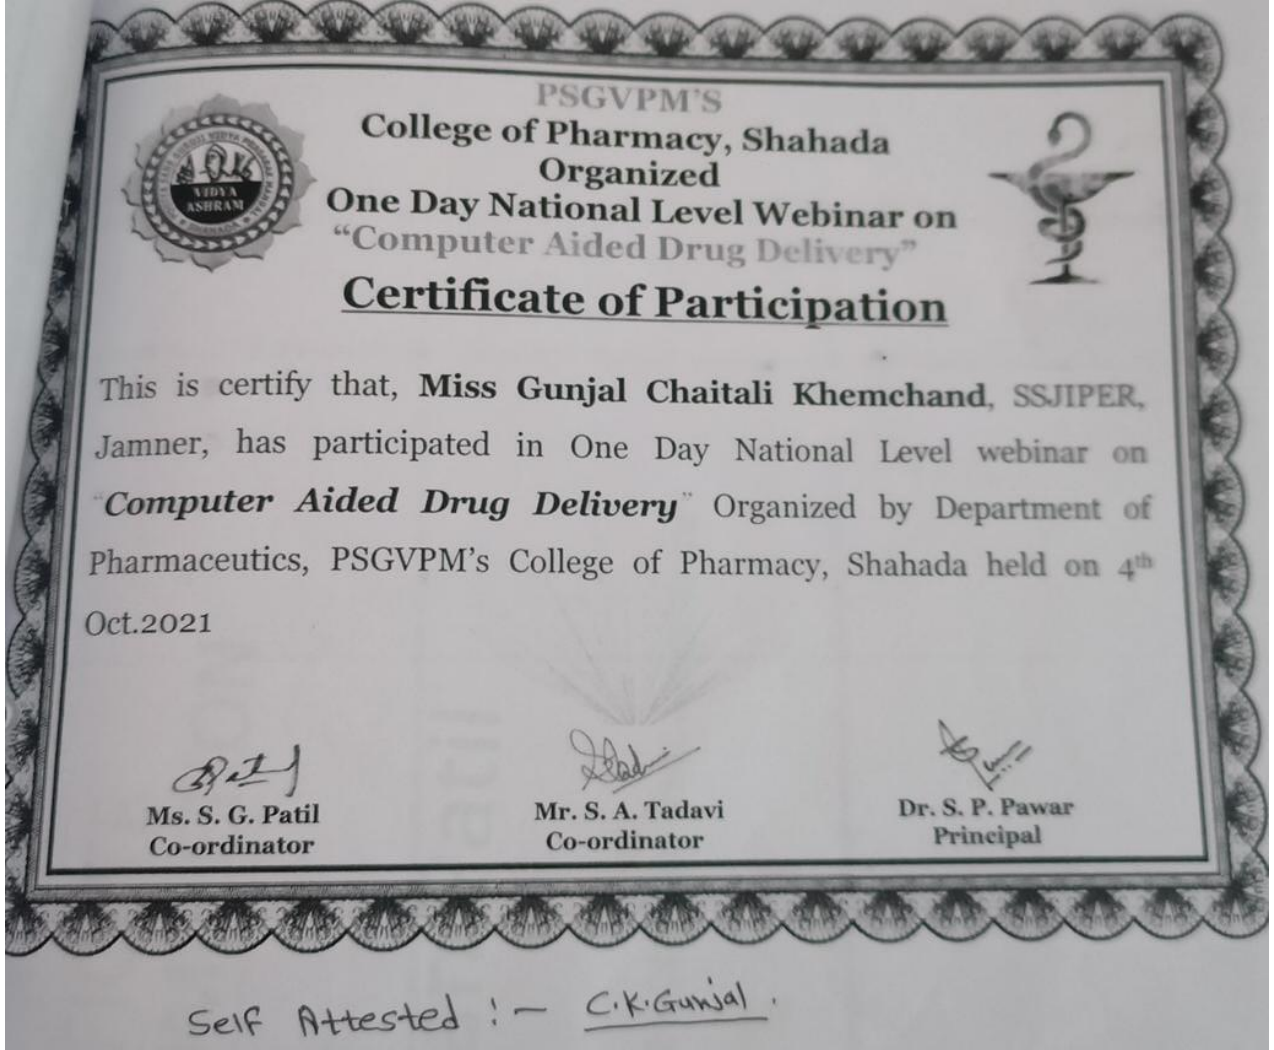 PSGVPM'S
College of Pharmacy, Shahada
Organized
One Day National Level Webinar on
“Computer Aided Drug Delivery”
Certificate of Participation
VIDYA
ASHRAM
This is certify that, Miss Gunjal Chaitali Khemchand, SSJIPER,
Jamner, has participated in One Day National Level webinar on
"Computer Aided Drug Delivery" Organized by Department of
Pharmaceutics, PSGVPM's College of Pharmacy, Shahada held on 4th
Oct.2021
Ms. S. G. Patil
Co-ordinator
Mr. S. A. Tadavi
Co-ordinator
Dr. S. P. Pawar
Principal
Self Attested :- C.K.Gunjal.